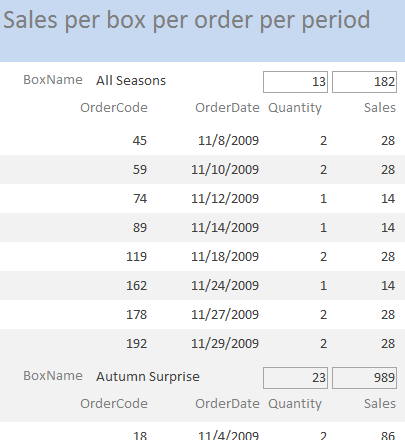 Sales per box per order per period
BoxName All Seasons 13 182
OrderCode OrderDate Quantity Sales
45 11/8/2009 2 28
59 11/10/2009 2 28
74 11/12/2009 1 14
89 11/14/2009 1 14
119 11/18/2009 2 28
162 11/24/2009 1 14
178 11/27/2009 2 28
192 11/29/2009 2 28
BoxName Autumn Surprise 23 989
OrderCode OrderDate Quantity Sales
18 11/4/2009 2 86